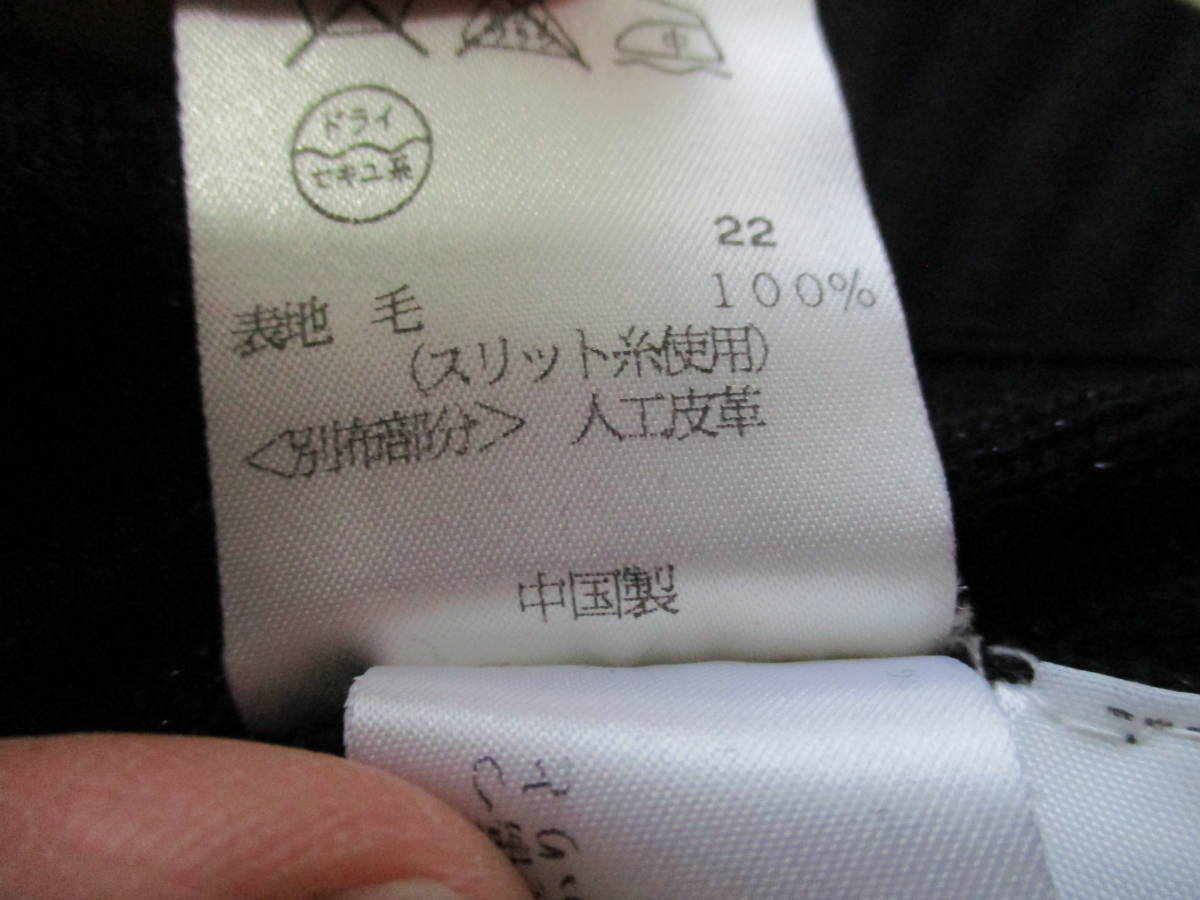 中
ドライ
セキユ系
22
表地 毛 100%
(スリット糸使用)
<別布部分> 人工皮革
中国製